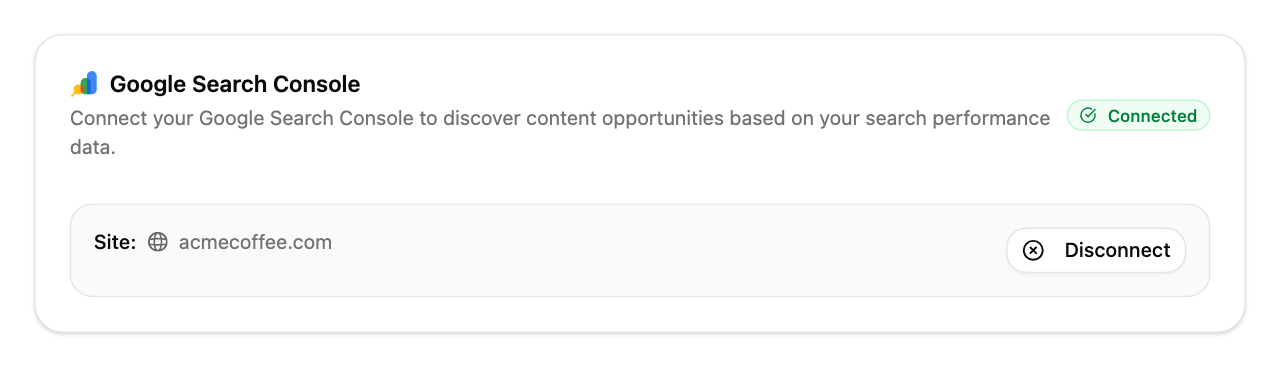 Google Search Console
Connect your Google Search Console to discover content opportunities based on your search performance
data.
Connected
Site: acmecoffee.com
Disconnect